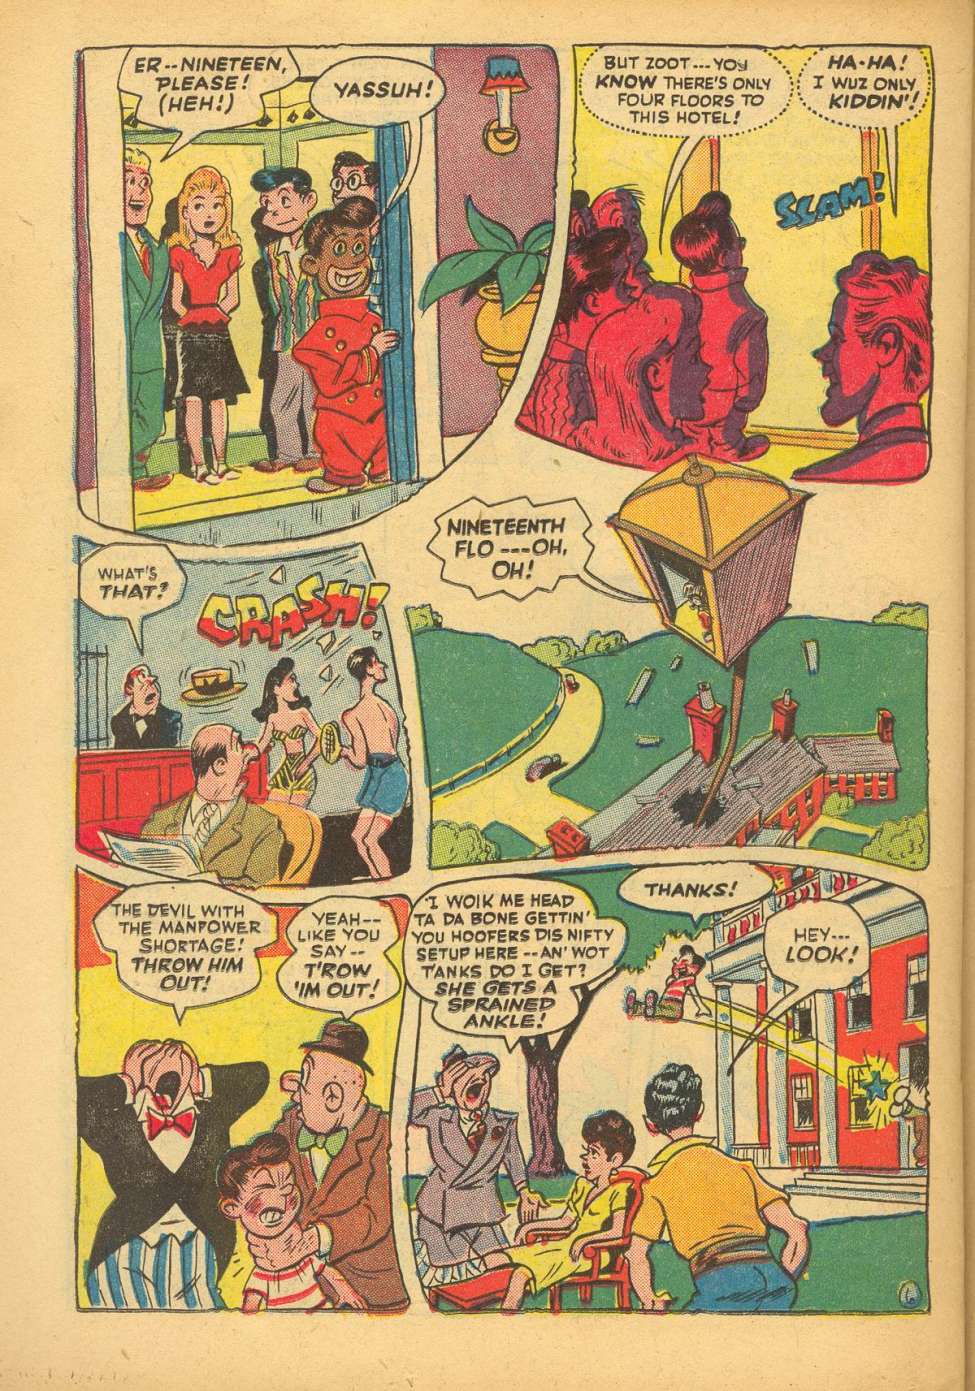 ER--NINETEEN,
PLEASE!
(HEH!)
YASSUH!
BUT ZOOT---YOU
KNOW THERE'S ONLY
FOUR FLOORS TO
THIS HOTEL!
HA-HA!
I WUZ ONLY
KIDDIN'!
SLAM!
WHAT'S
THAT?
CRASH!
NINETEENTH
FLO ---OH,
OH!
THE DEVIL WITH
THE MANPOWER
SHORTAGE!
THROW HIM
OUT!
YEAH--
LIKE YOU
SAY--
T'ROW
'IM OUT!
'I WOIK ME HEAD
TA DA BONE GETTIN'
YOU HOOFERS DIS NIFTY
SETUP HERE -- AN' WOT
T'ANKS DO I GET?
SHE GETS A
SPRAINED
ANKLE!
THANKS!
HEY---
LOOK!
6